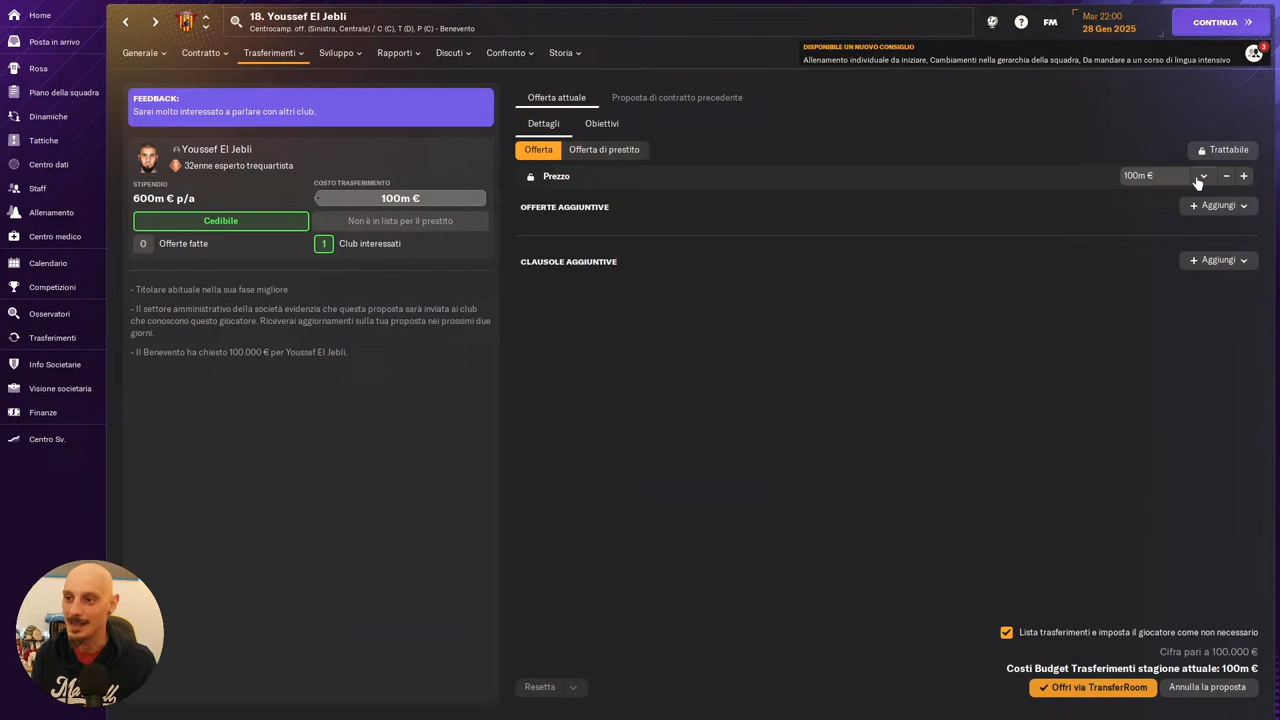 Home
Posta in arrivo
Rosa
Piano della squadra
Dinamiche
Tattiche
Centro dati
Staff
Allenamento
Centro medico
Calendario
Competizioni
Osservatori
Trasferimenti
Info Societarie
Visione societaria
Finanze
Centro Sv.
18. Youssef El Jebli
Centrocamp. off. (Sinistra, Centrale) / C (C), T (D), P (C) - Benevento
FM
Mar 22:00
28 Gen 2025
CONTINUA
Generale
Contratto
Trasferimenti
Sviluppo
Rapporti
Discuti
Confronto
Storia
DISPONIBILE UN NUOVO CONSIGLIO
Allenamento individuale da iniziare, Cambiamenti nella gerarchia della squadra, Da mandare a un corso di lingua intensivo
3
FEEDBACK:
Sarei molto interessato a parlare con altri club.
Youssef El Jebli
32enne esperto trequartista
STIPENDIO
600m € p/a
COSTO TRASFERIMENTO
100m €
Cedibile
Non è in lista per il prestito
0 Offerte fatte
1 Club interessati
- Titolare abituale nella sua fase migliore
- Il settore amministrativo della società evidenzia che questa proposta sarà inviata ai club
che conoscono questo giocatore. Riceverai aggiornamenti sulla tua proposta nei prossimi due
giorni.
- Il Benevento ha chiesto 100.000 € per Youssef El Jebli.
Offerta attuale
Proposta di contratto precedente
Dettagli
Obiettivi
Offerta
Offerta di prestito
Trattabile
Prezzo
100m €
OFFERTE AGGIUNTIVE
+ Aggiungi
CLAUSOLE AGGIUNTIVE
+ Aggiungi
Lista trasferimenti e imposta il giocatore come non necessario
Cifra pari a 100.000 €
Costi Budget Trasferimenti stagione attuale: 100m €
Resetta
Offri via TransferRoom
Annulla la proposta